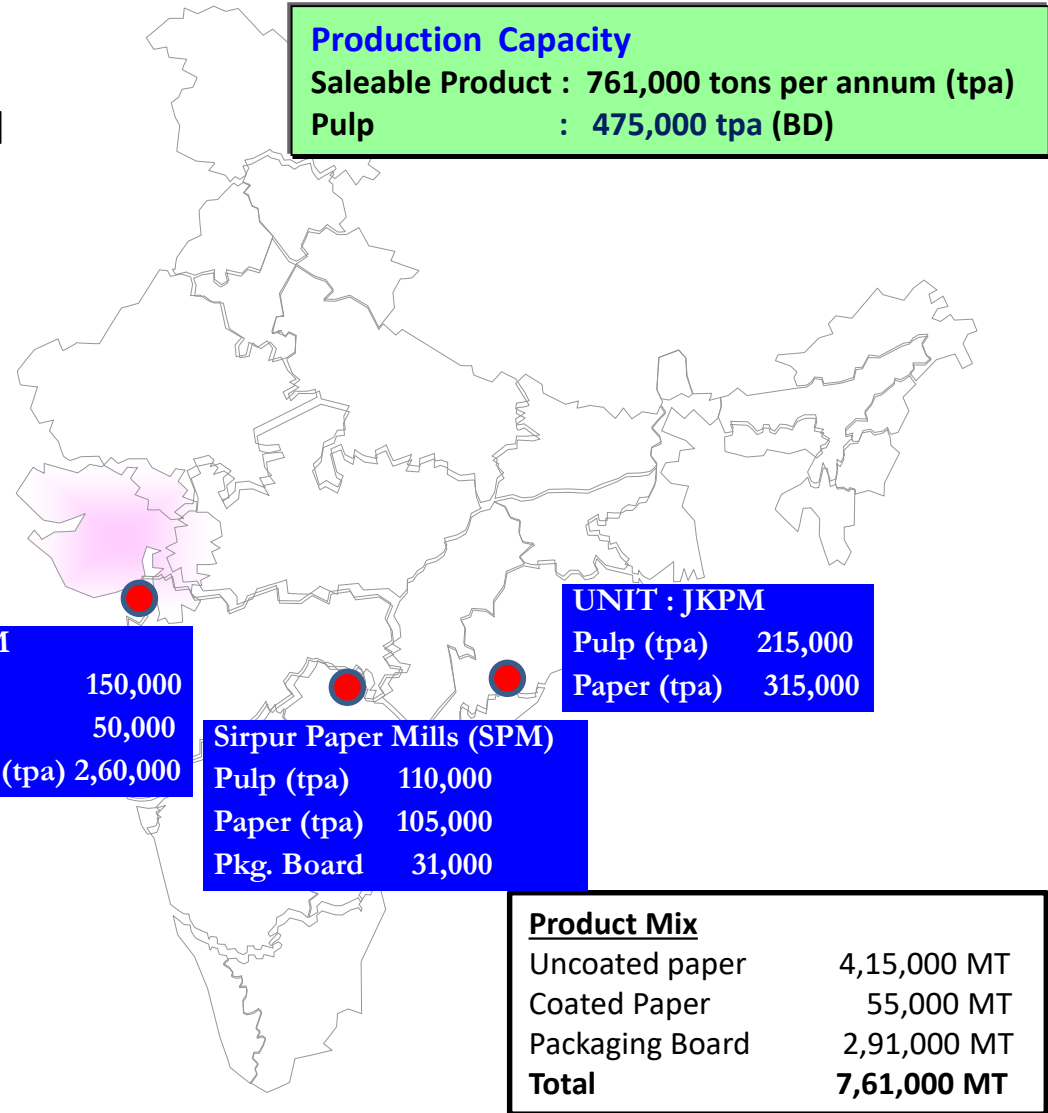 Production Capacity
Saleable Product : 761,000 tons per annum (tpa)
Pulp : 475,000 tpa (BD)
UNIT : JKPM
Pulp (tpa) 215,000
Paper (tpa) 315,000
M
150,000
50,000
(tpa) 2,60,000
Sirpur Paper Mills (SPM)
Pulp (tpa) 110,000
Paper (tpa) 105,000
Pkg. Board 31,000
Product Mix
Uncoated paper 4,15,000 MT
Coated Paper 55,000 MT
Packaging Board 2,91,000 MT
Total 7,61,000 MT